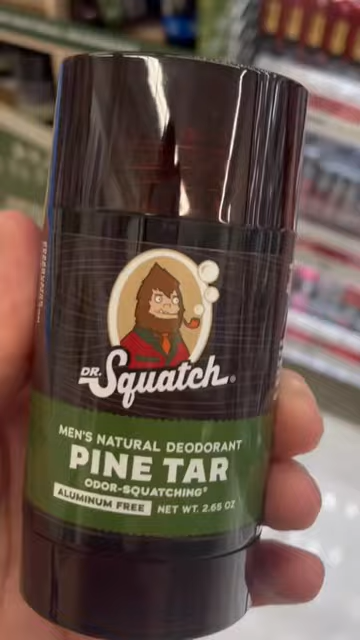 DR.
Squatch®
MEN'S NATURAL DEODORANT
PINE TAR
ODOR-SQUATCHING®
ALUMINUM FREE NET WT. 2.65 OZ